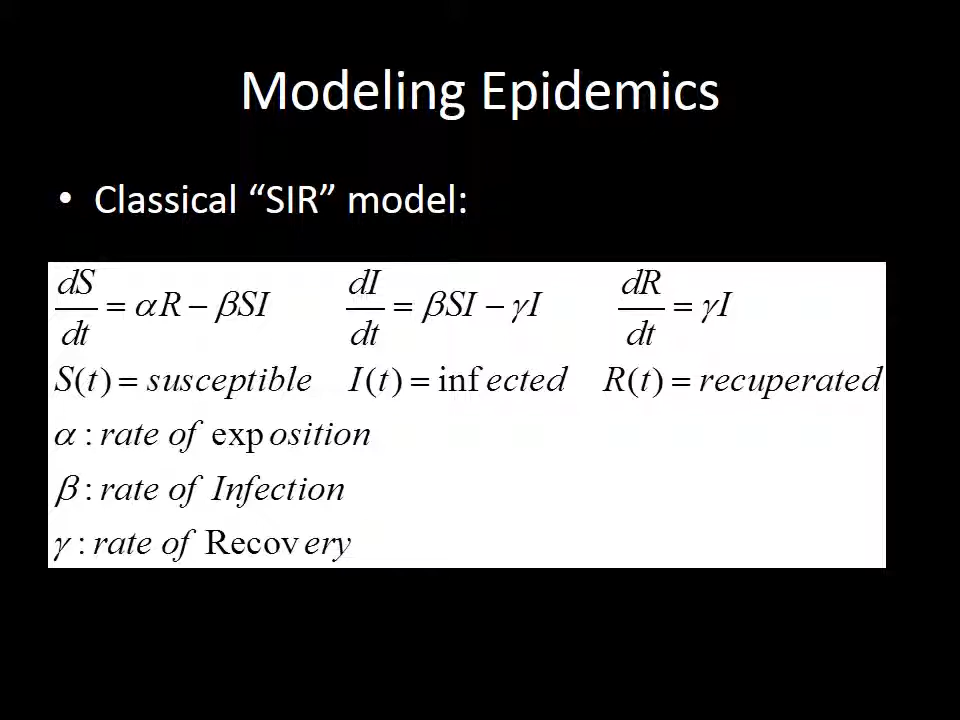 Modeling Epidemics
• Classical “SIR” model:
dS/dt = αR − βSI    dI/dt = βSI − γI    dR/dt = γI
S(t) = susceptible    I(t) = infected    R(t) = recuperated
α : rate of exposition
β : rate of Infection
γ : rate of Recovery